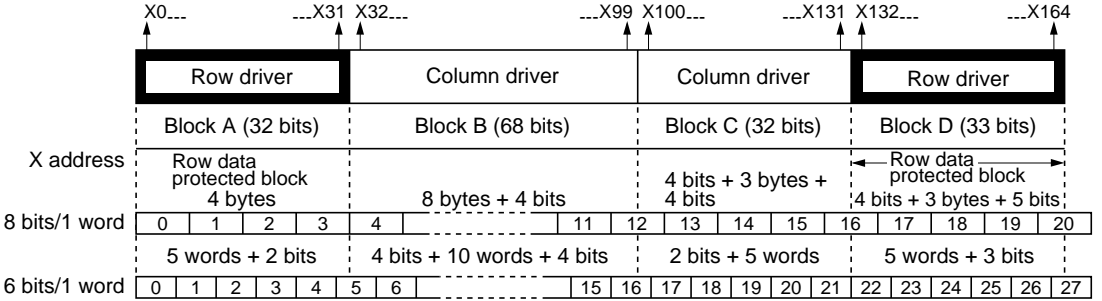 X0--- ---X31 X32--- ---X99 X100--- ---X131 X132--- ---X164
Row driver Column driver Column driver Row driver
Block A (32 bits) Block B (68 bits) Block C (32 bits) Block D (33 bits)
X address
Row data
protected block
4 bytes
8 bytes + 4 bits
4 bits + 3 bytes +
4 bits
Row data
protected block
4 bits + 3 bytes + 5 bits
8 bits/1 word 0 1 2 3 4 11 12 13 14 15 16 17 18 19 20
5 words + 2 bits 4 bits + 10 words + 4 bits 2 bits + 5 words 5 words + 3 bits
6 bits/1 word 0 1 2 3 4 5 6 15 16 17 18 19 20 21 22 23 24 25 26 27